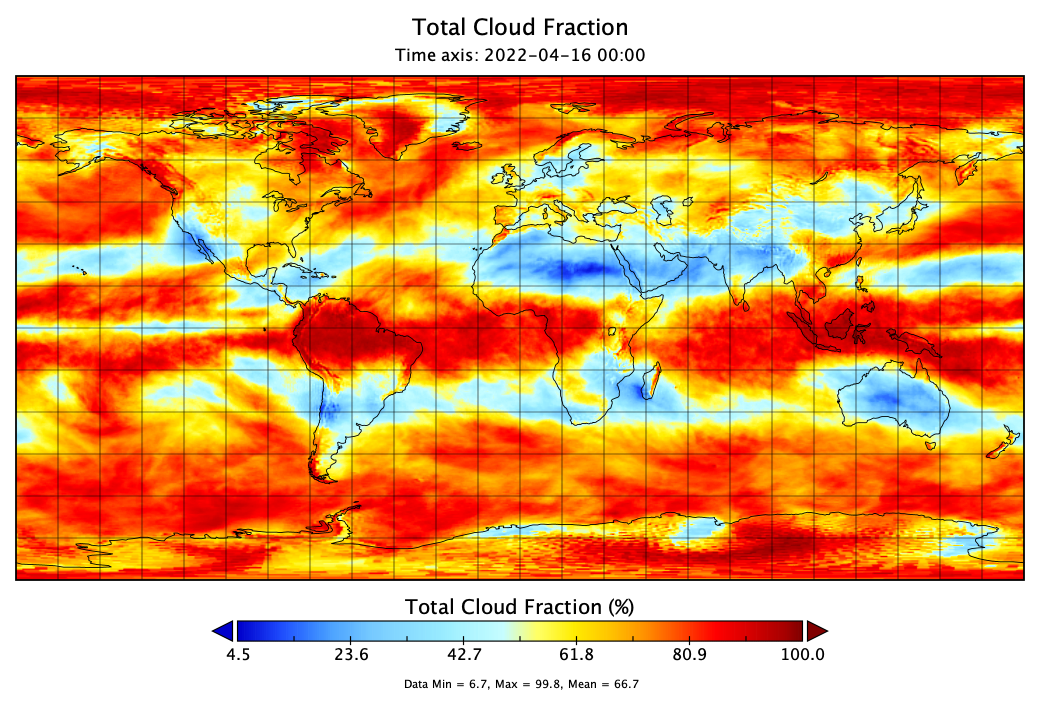 Total Cloud Fraction
Time axis: 2022-04-16 00:00
Total Cloud Fraction (%)
4.5 23.6 42.7 61.8 80.9 100.0
Data Min = 6.7, Max = 99.8, Mean = 66.7